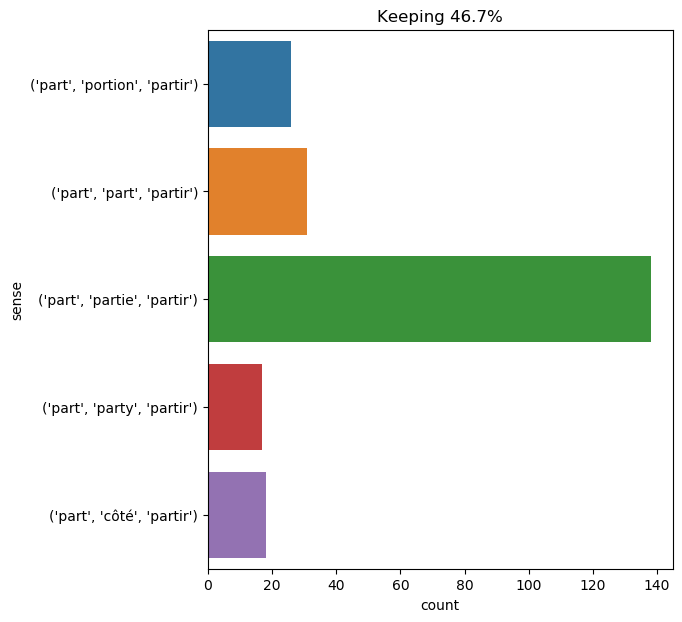 Keeping 46.7%
('part', 'portion', 'partir')
('part', 'part', 'partir')
('part', 'partie', 'partir')
('part', 'party', 'partir')
('part', 'côté', 'partir')
sense
0 20 40 60 80 100 120 140
count